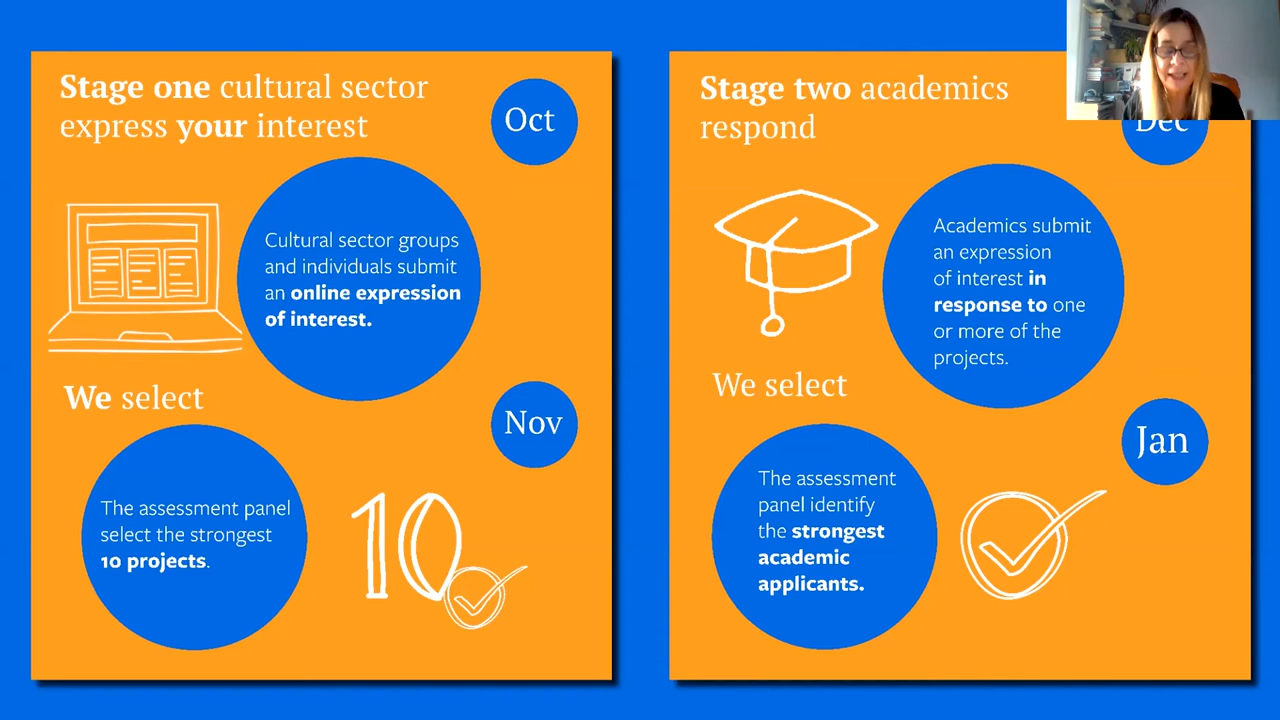 Stage one cultural sector
express your interest
Oct
Cultural sector groups
and individuals submit
an online expression
of interest.
We select
Nov
The assessment panel
select the strongest
10 projects.
10
Stage two academics
respond
Dec
Academics submit
an expression
of interest in
response to one
or more of the
projects.
We select
Jan
The assessment
panel identify
the strongest
academic
applicants.